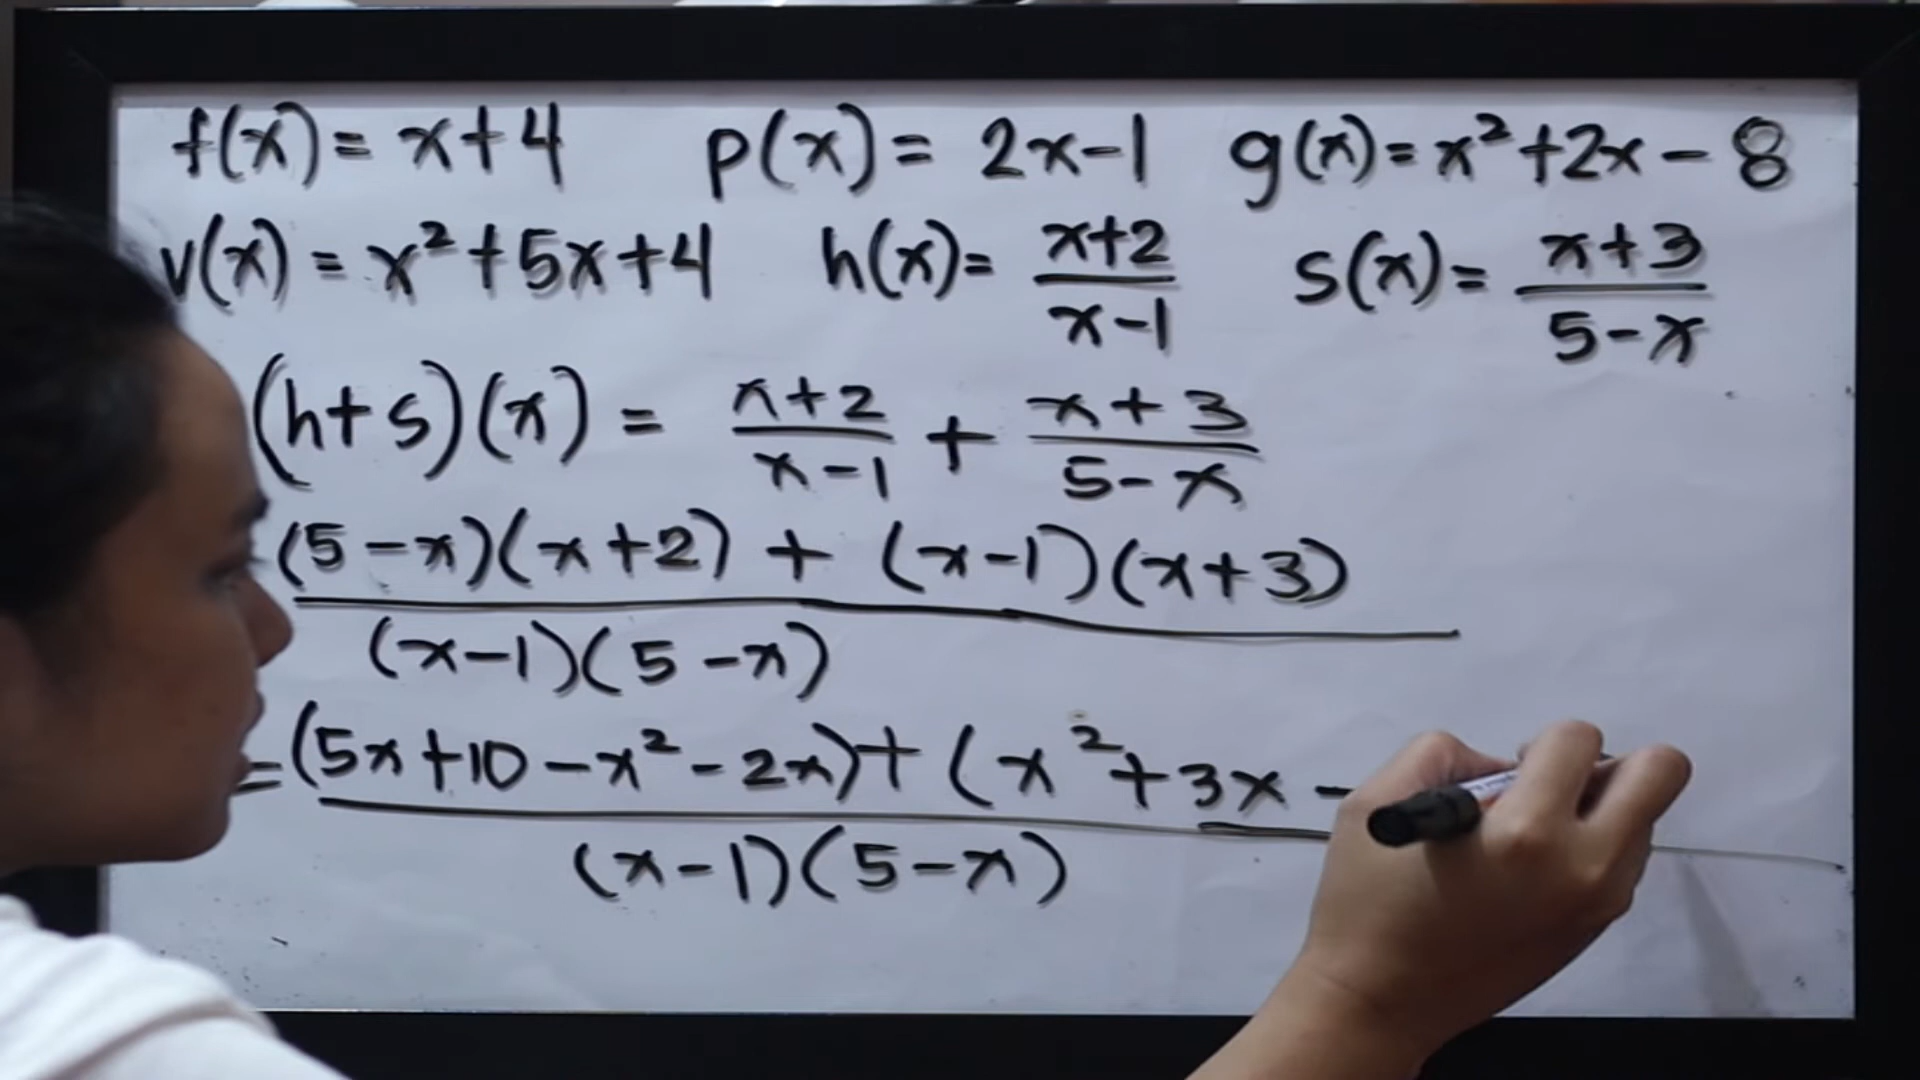 f(x) = x+4 p(x) = 2x-1 g(x) = x²+2x-8
v(x) = x²+5x+4 h(x) = (x+2)/(x-1) s(x) = (x+3)/(5-x)
(h+s)(x) = (x+2)/(x-1) + (x+3)/(5-x)
(5-x)(x+2) + (x-1)(x+3)
(x-1)(5-x)
=(5x+10-x²-2x)+(x²+3x-
(x-1)(5-x)